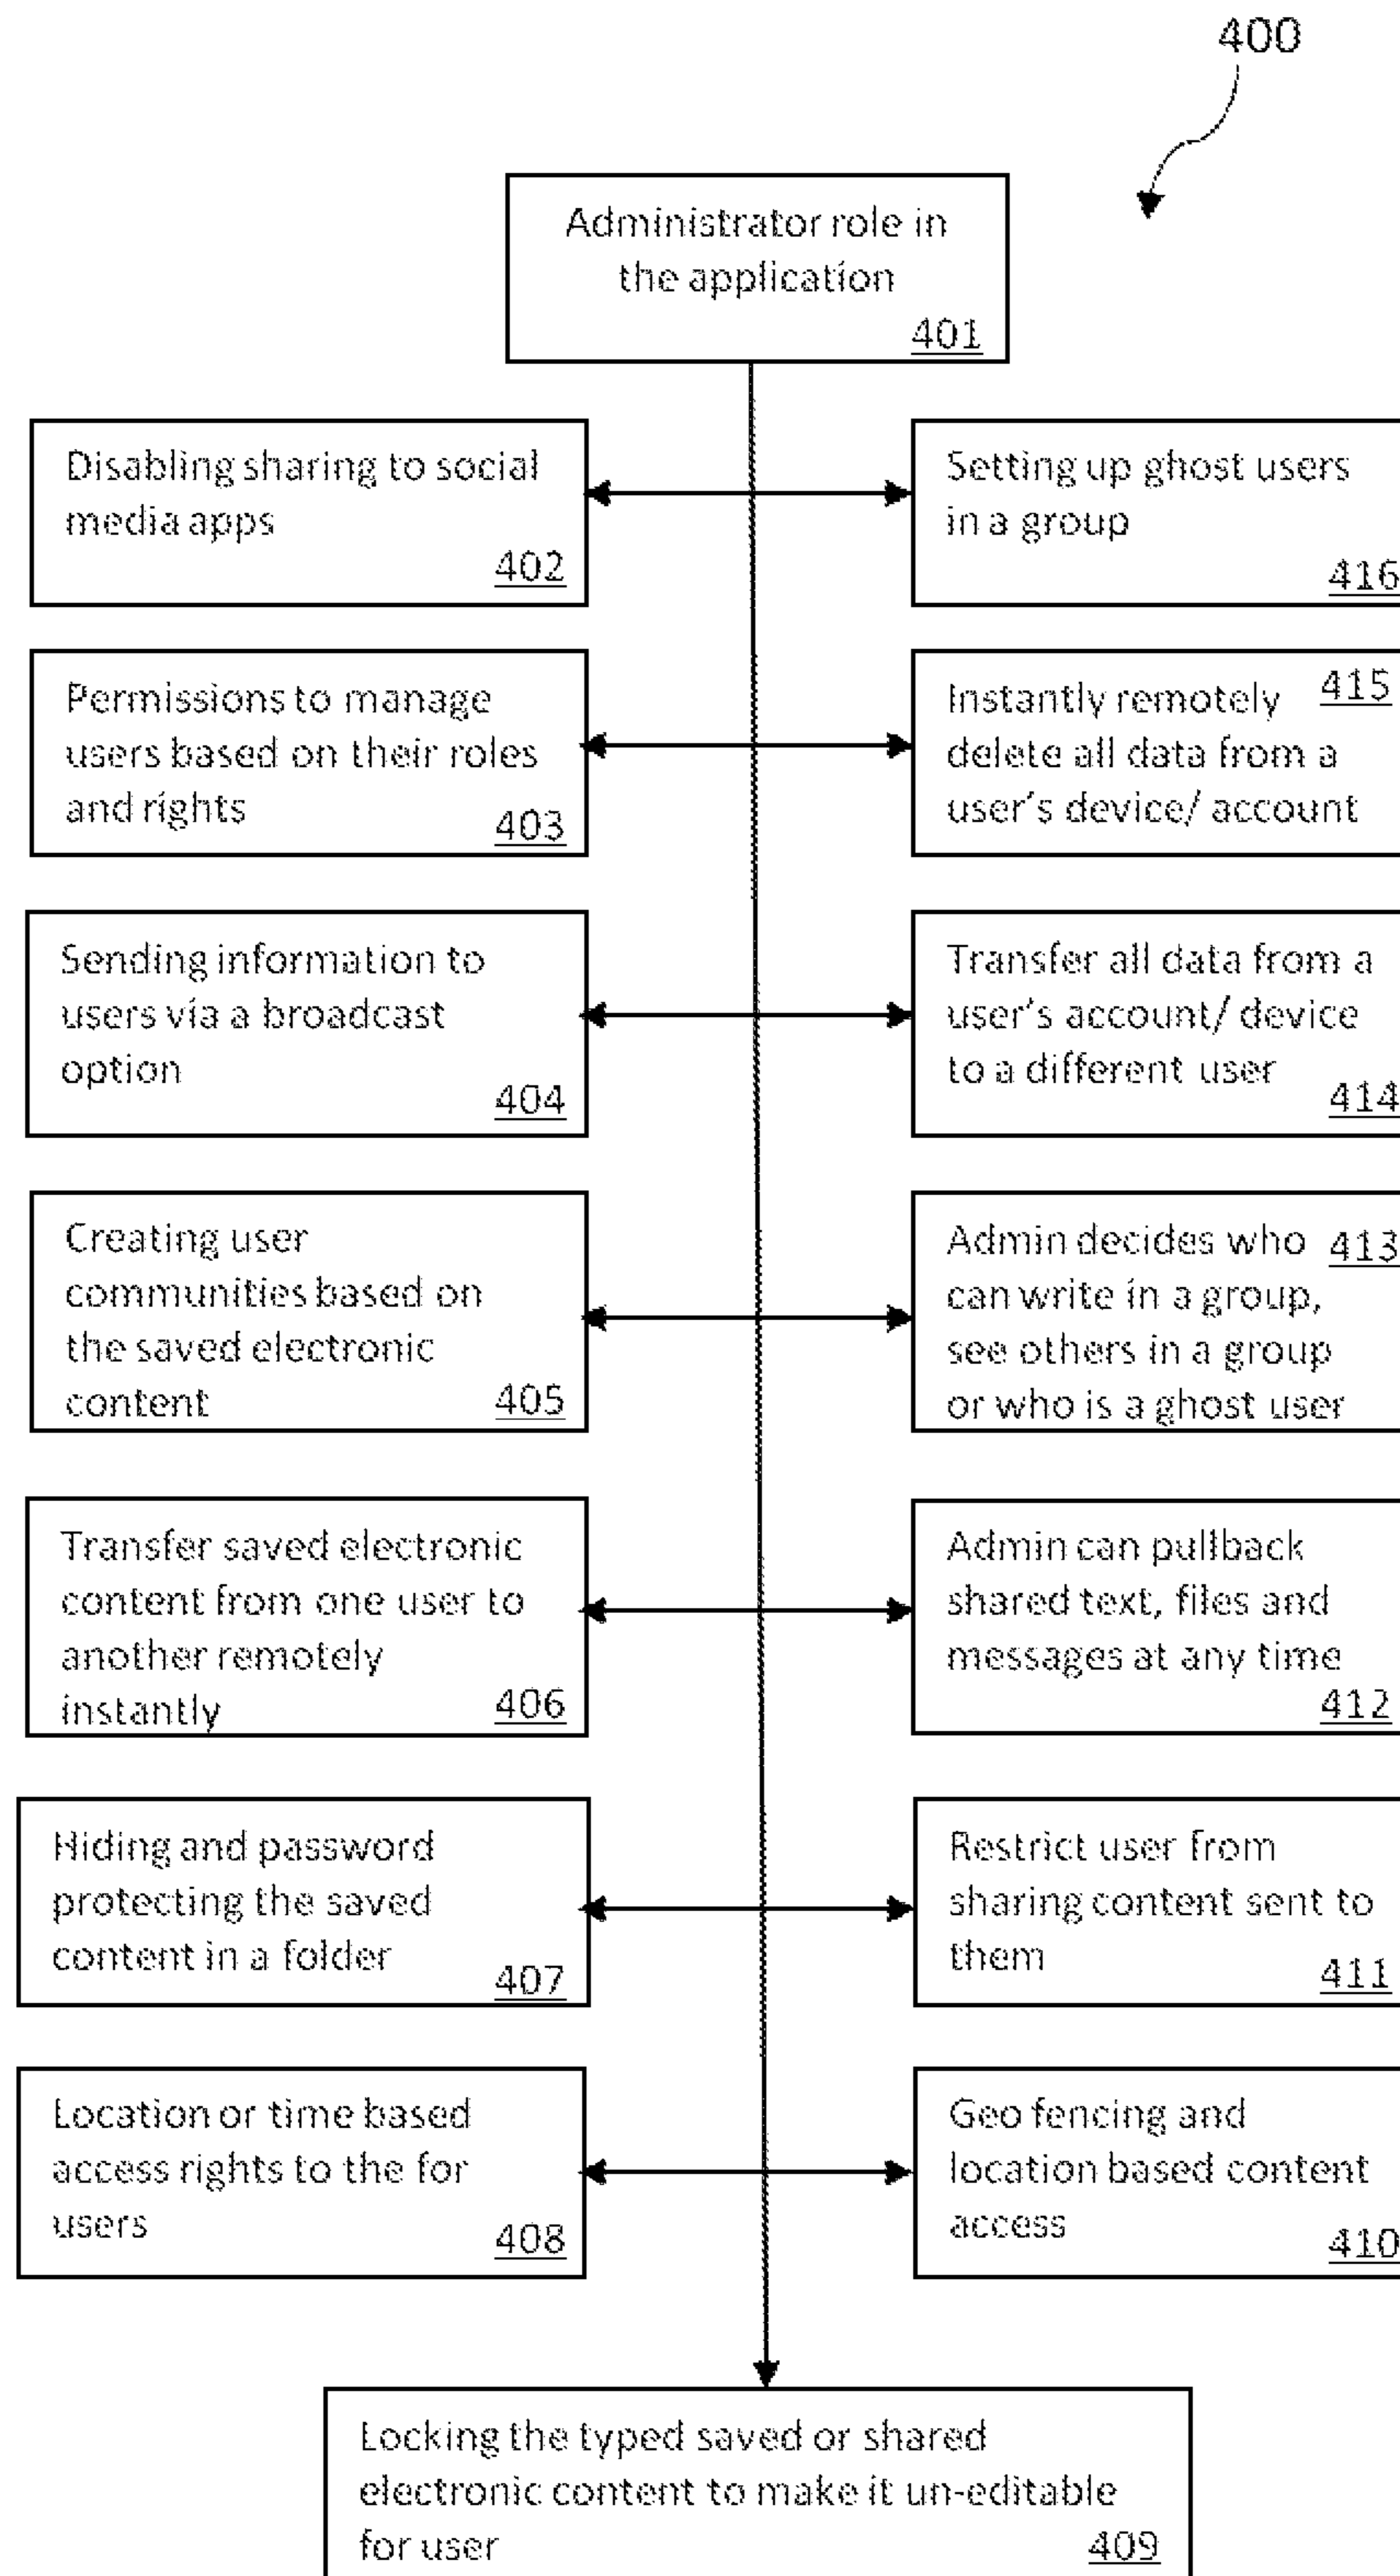 400
Administrator role in
the application
401
Disabling sharing to social
media apps
402
Setting up ghost users
in a group
416
Permissions to manage
users based on their roles
and rights
403
415
Instantly remotely
delete all data from a
user's device/ account
Sending information to
users via a broadcast
option
404
Transfer all data from a
user's account/ device
to a different user
414
Creating user
communities based on
the saved electronic
content
405
Admin decides who 413
can write in a group,
see others in a group
or who is a ghost user
Transfer saved electronic
content from one user to
another remotely
instantly
406
Admin can pullback
shared text, files and
messages at any time
412
Hiding and password
protecting the saved
content in a folder
407
Restrict user from
sharing content sent to
them
411
Location or time based
access rights to the for
users
408
Geo fencing and
location based content
access
410
Locking the typed saved or shared
electronic content to make it un-editable
for user
409